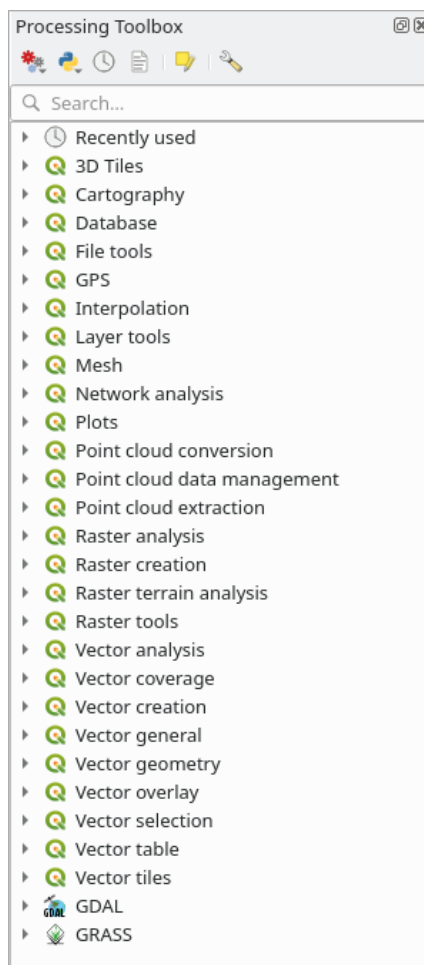 Processing Toolbox
Search...
Recently used
3D Tiles
Cartography
Database
File tools
GPS
Interpolation
Layer tools
Mesh
Network analysis
Plots
Point cloud conversion
Point cloud data management
Point cloud extraction
Raster analysis
Raster creation
Raster terrain analysis
Raster tools
Vector analysis
Vector coverage
Vector creation
Vector general
Vector geometry
Vector overlay
Vector selection
Vector table
Vector tiles
GDAL GDAL
GRASS